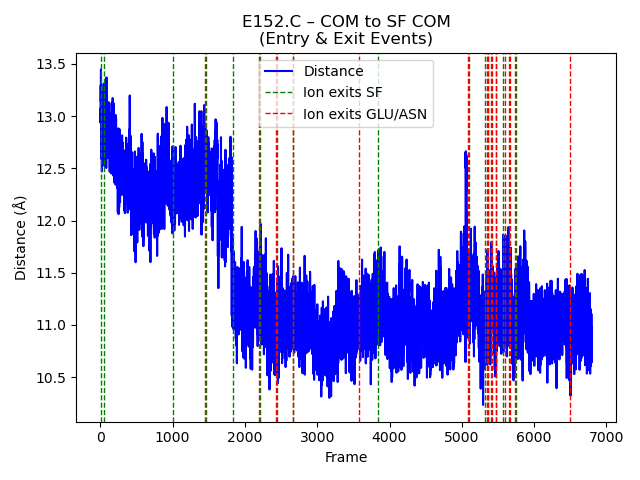 E152.C – COM to SF COM
(Entry & Exit Events)
Distance
Ion exits SF
Ion exits GLU/ASN
Distance (Å)
13.5
13.0
12.5
12.0
11.5
11.0
10.5
0 1000 2000 3000 4000 5000 6000 7000
Frame